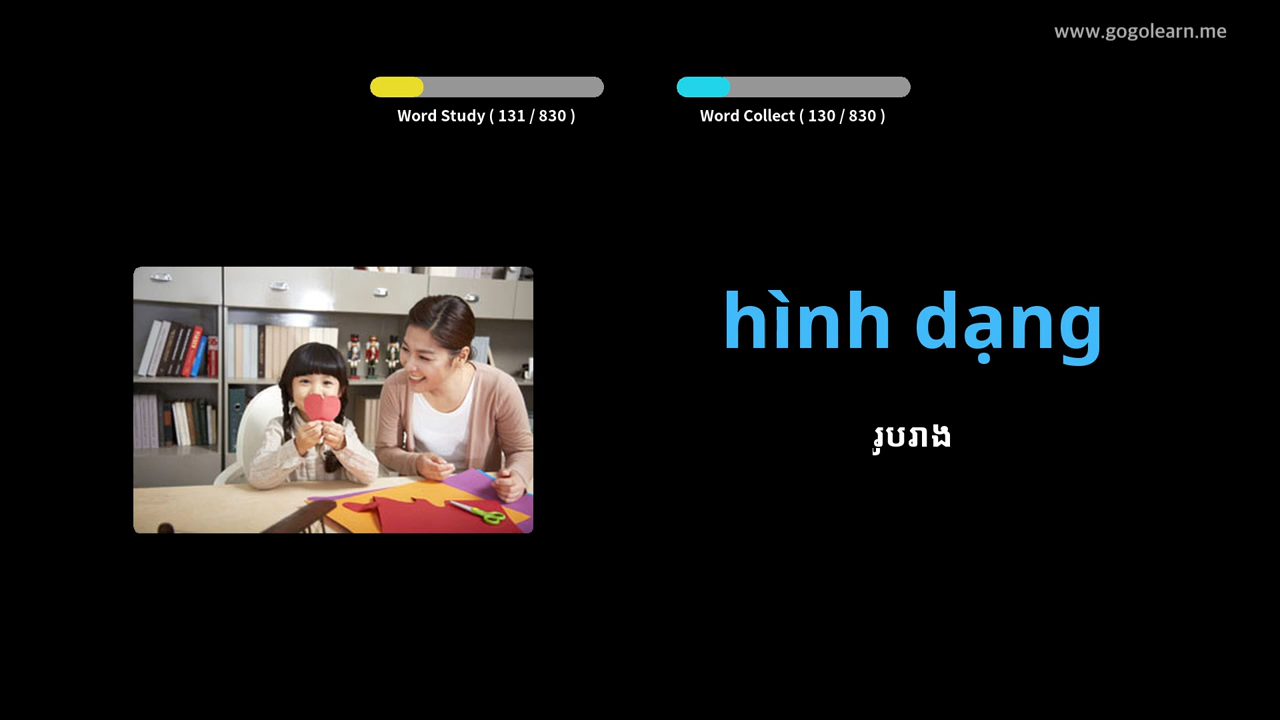 www.gogolearn.me
Word Study ( 131 / 830 )
Word Collect ( 130 / 830 )
hình dạng
រូបរាង